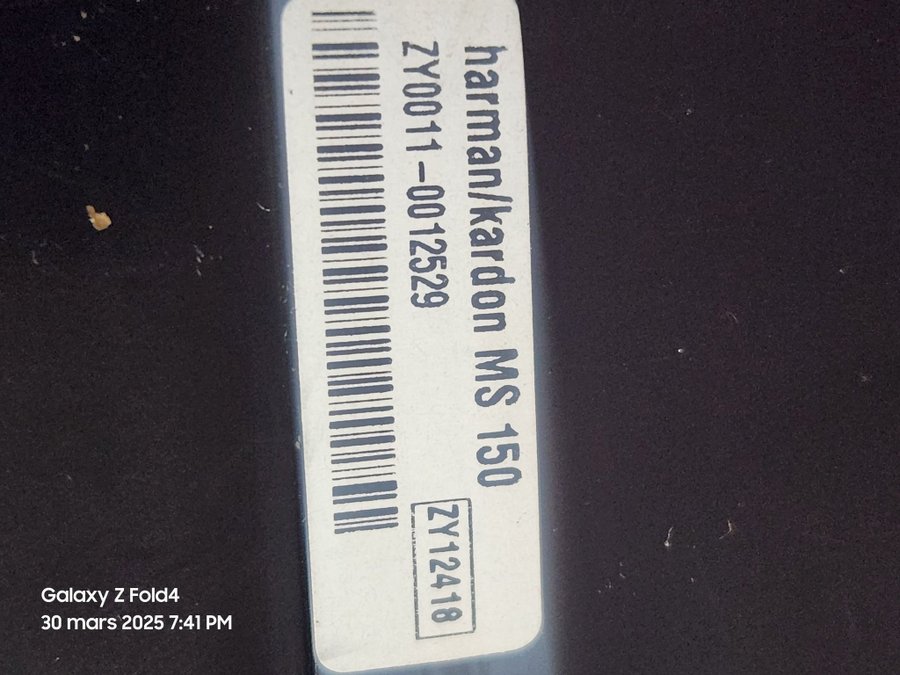 harman/kardon MS 150
ZY0011-0012529
ZY12418
Galaxy Z Fold4
30 mars 2025 7:41 PM